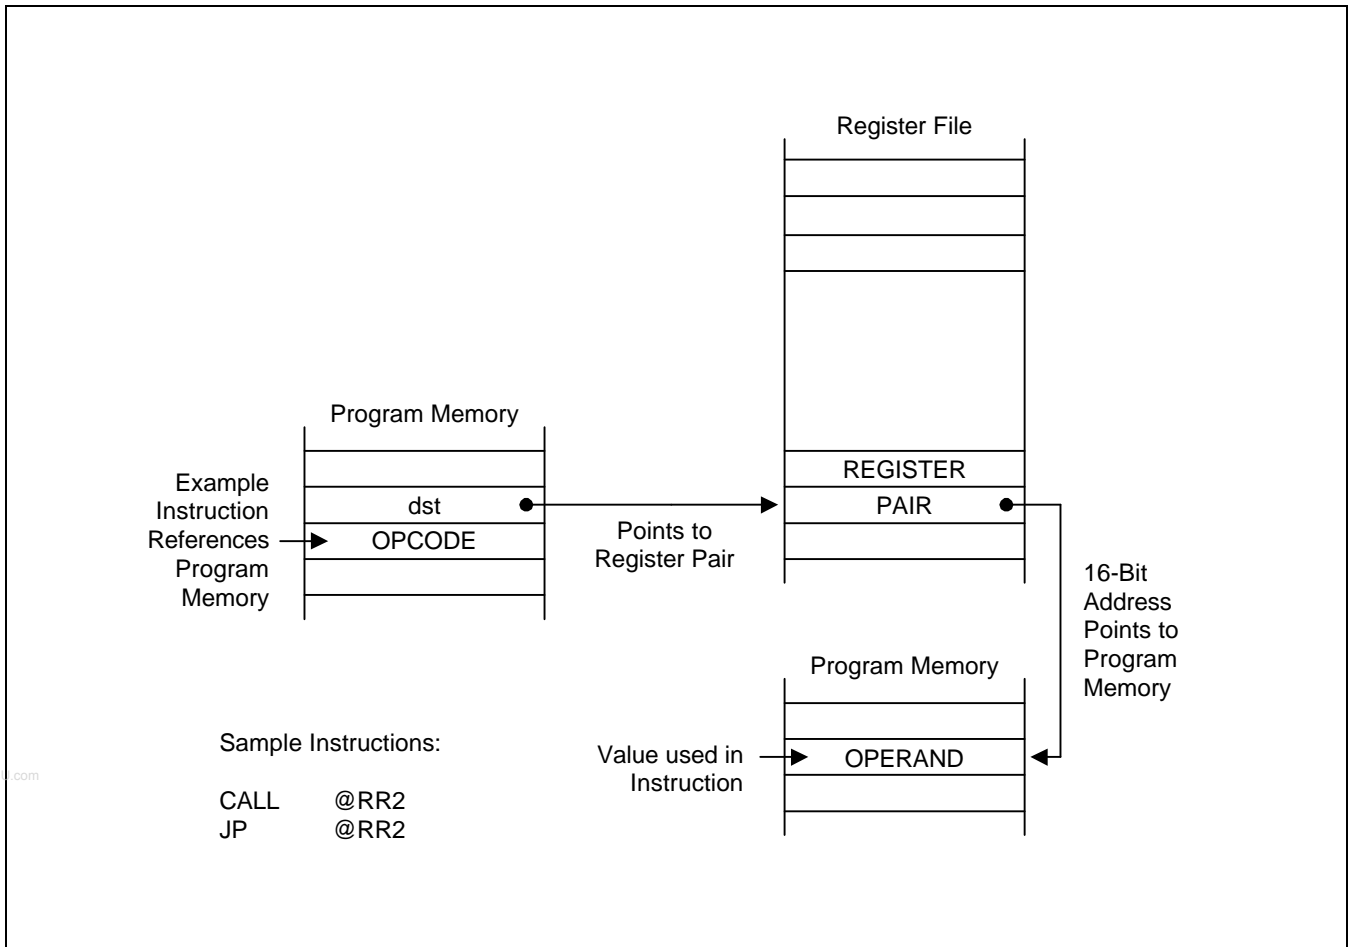 Register File
Program Memory
Example
Instruction
References
Program
Memory
dst
OPCODE
Points to
Register Pair
REGISTER
PAIR
16-Bit
Address
Points to
Program
Memory
Program Memory
Value used in
Instruction
OPERAND
Sample Instructions:
CALL @RR2
JP @RR2
U.com